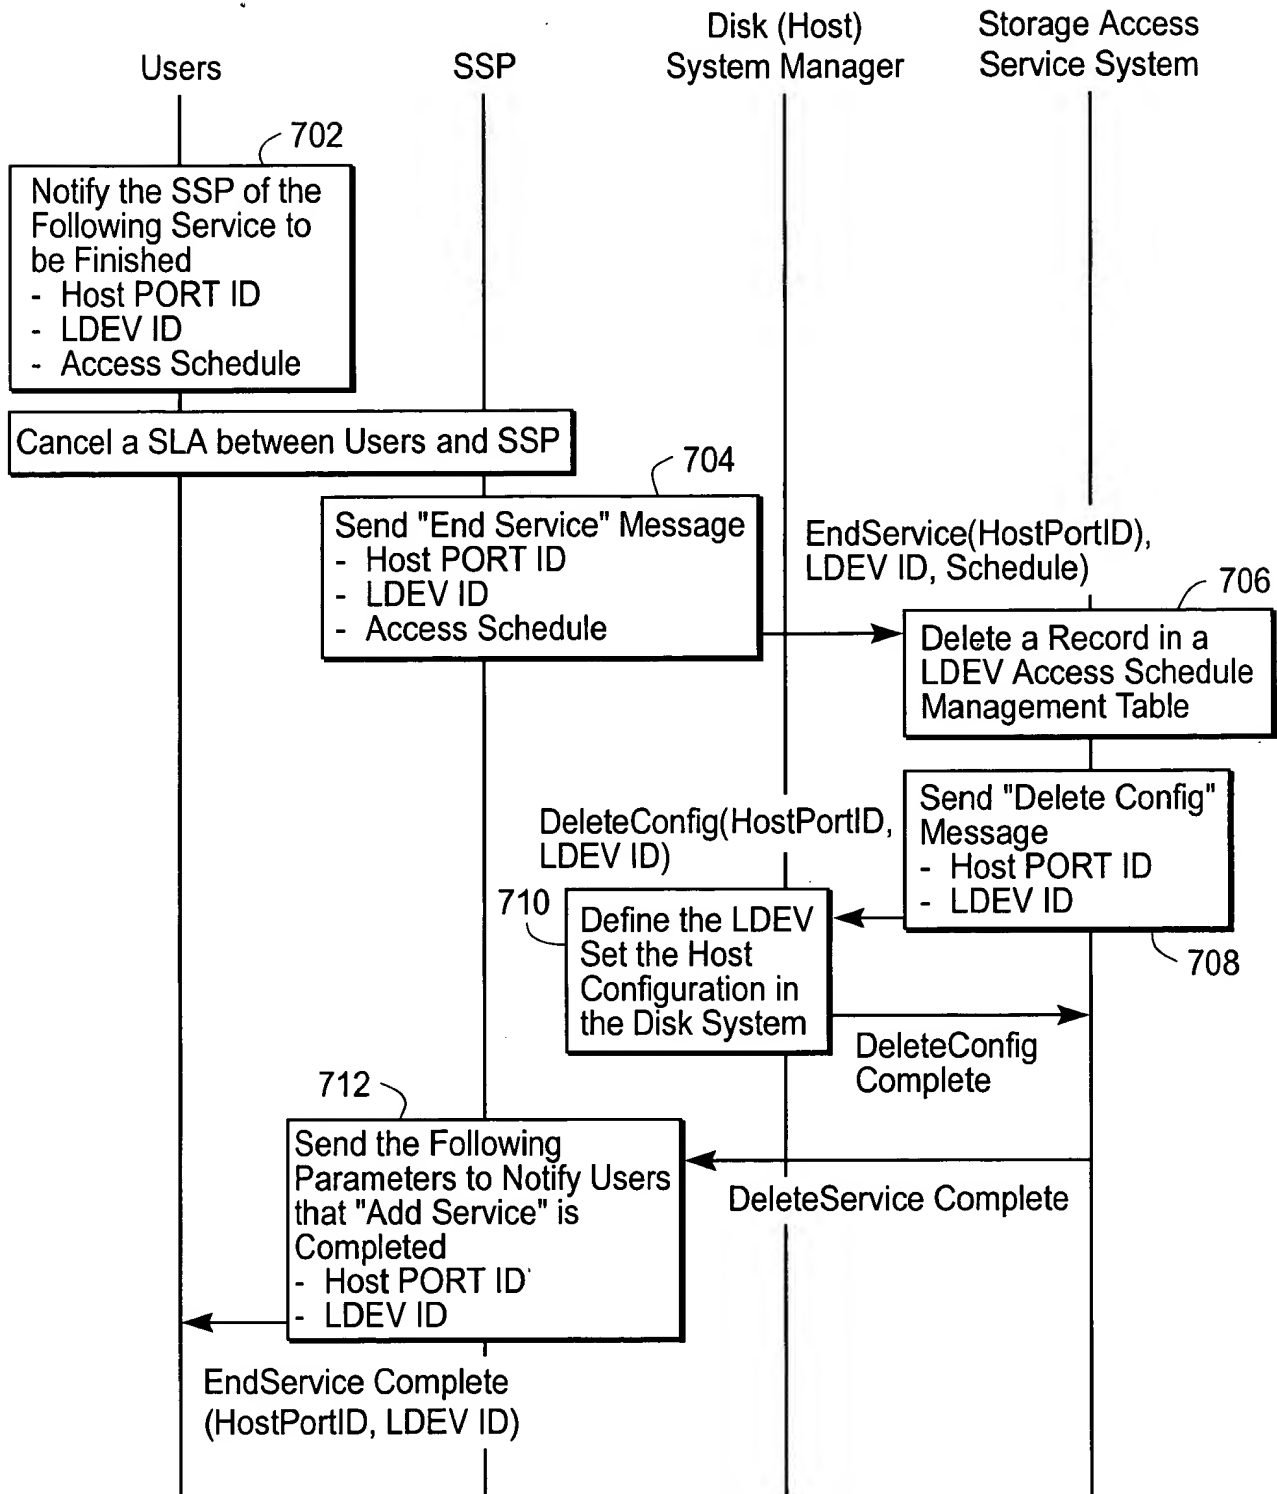 Users
SSP
Disk (Host)
System Manager
Storage Access
Service System
702
Notify the SSP of the
Following Service to
be Finished
- Host PORT ID
- LDEV ID
- Access Schedule
Cancel a SLA between Users and SSP
704
Send "End Service" Message
- Host PORT ID
- LDEV ID
- Access Schedule
EndService(HostPortID),
LDEV ID, Schedule)
706
Delete a Record in a
LDEV Access Schedule
Management Table
Send "Delete Config"
Message
- Host PORT ID
- LDEV ID
708
DeleteConfig(HostPortID,
LDEV ID)
710
Define the LDEV
Set the Host
Configuration in
the Disk System
DeleteConfig
Complete
712
Send the Following
Parameters to Notify Users
that "Add Service" is
Completed
- Host PORT ID
- LDEV ID
DeleteService Complete
EndService Complete
(HostPortID, LDEV ID)